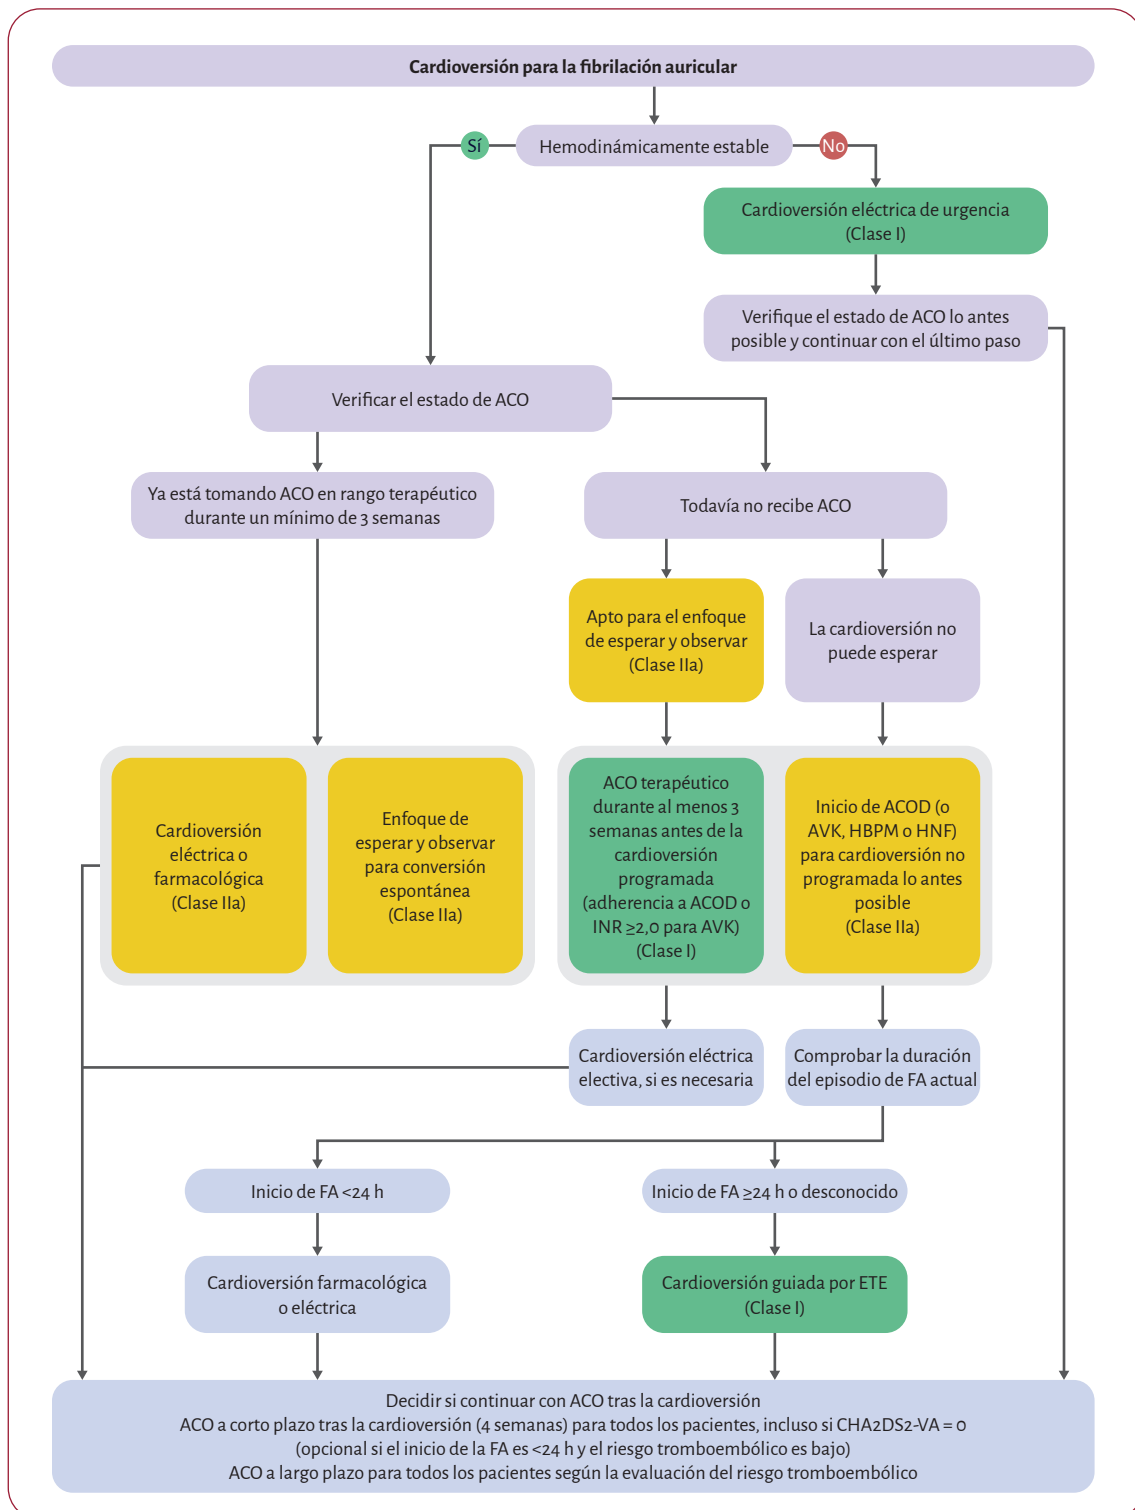 Cardioversión para la fibrilación auricular
Sí
Hemodinámicamente estable
No
Cardioversión eléctrica de urgencia
(Clase I)
Verifique el estado de ACO lo antes
posible y continuar con el último paso
Verificar el estado de ACO
Ya está tomando ACO en rango terapéutico
durante un mínimo de 3 semanas
Todavía no recibe ACO
Apto para el enfoque
de esperar y observar
(Clase IIa)
La cardioversión no
puede esperar
Cardioversión
eléctrica o
farmacológica
(Clase IIa)
Enfoque de
esperar y observar
para conversión
espontánea
(Clase IIa)
ACO terapéutico
durante al menos 3
semanas antes de la
cardioversión
programada
(adherencia a ACOD o
INR ≥2,0 para AVK)
(Clase I)
Inicio de ACOD (o
AVK, HBPM o HNF)
para cardioversión no
programada lo antes
posible
(Clase IIa)
Cardioversión eléctrica
electiva, si es necesaria
Comprobar la duración
del episodio de FA actual
Inicio de FA <24 h
Inicio de FA ≥24 h o desconocido
Cardioversión farmacológica
o eléctrica
Cardioversión guiada por ETE
(Clase I)
Decidir si continuar con ACO tras la cardioversión
ACO a corto plazo tras la cardioversión (4 semanas) para todos los pacientes, incluso si CHA2DS2-VA = 0
(opcional si el inicio de la FA es <24 h y el riesgo tromboembólico es bajo)
ACO a largo plazo para todos los pacientes según la evaluación del riesgo tromboembólico